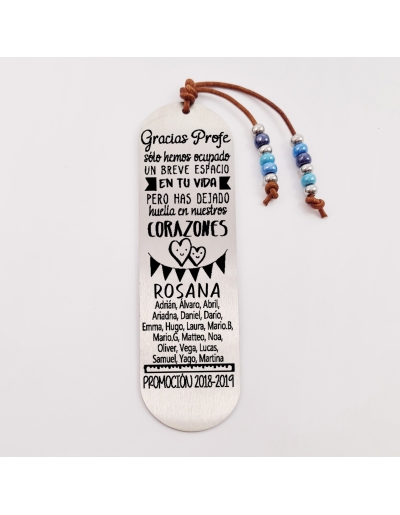 Gracias Profe
sólo hemos ocupado
UN BREVE ESPACIO
EN TU VIDA
PERO HAS DEJADO
huella en nuestros
CORAZONES
ROSANA
Adrián, Álvaro, Abril,
Ariadna, Daniel, Darío,
Emma, Hugo, Laura, Mario.B,
Mario.G, Matteo, Noa,
Oliver, Vega, Lucas,
Samuel, Yago, Martina
PROMOCIÓN 2018-2019